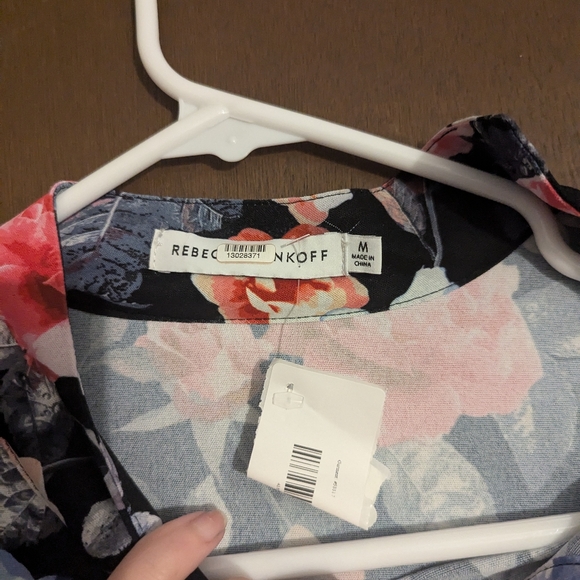 REBEC NKOFF
13028371
M
MADE IN
CHINA